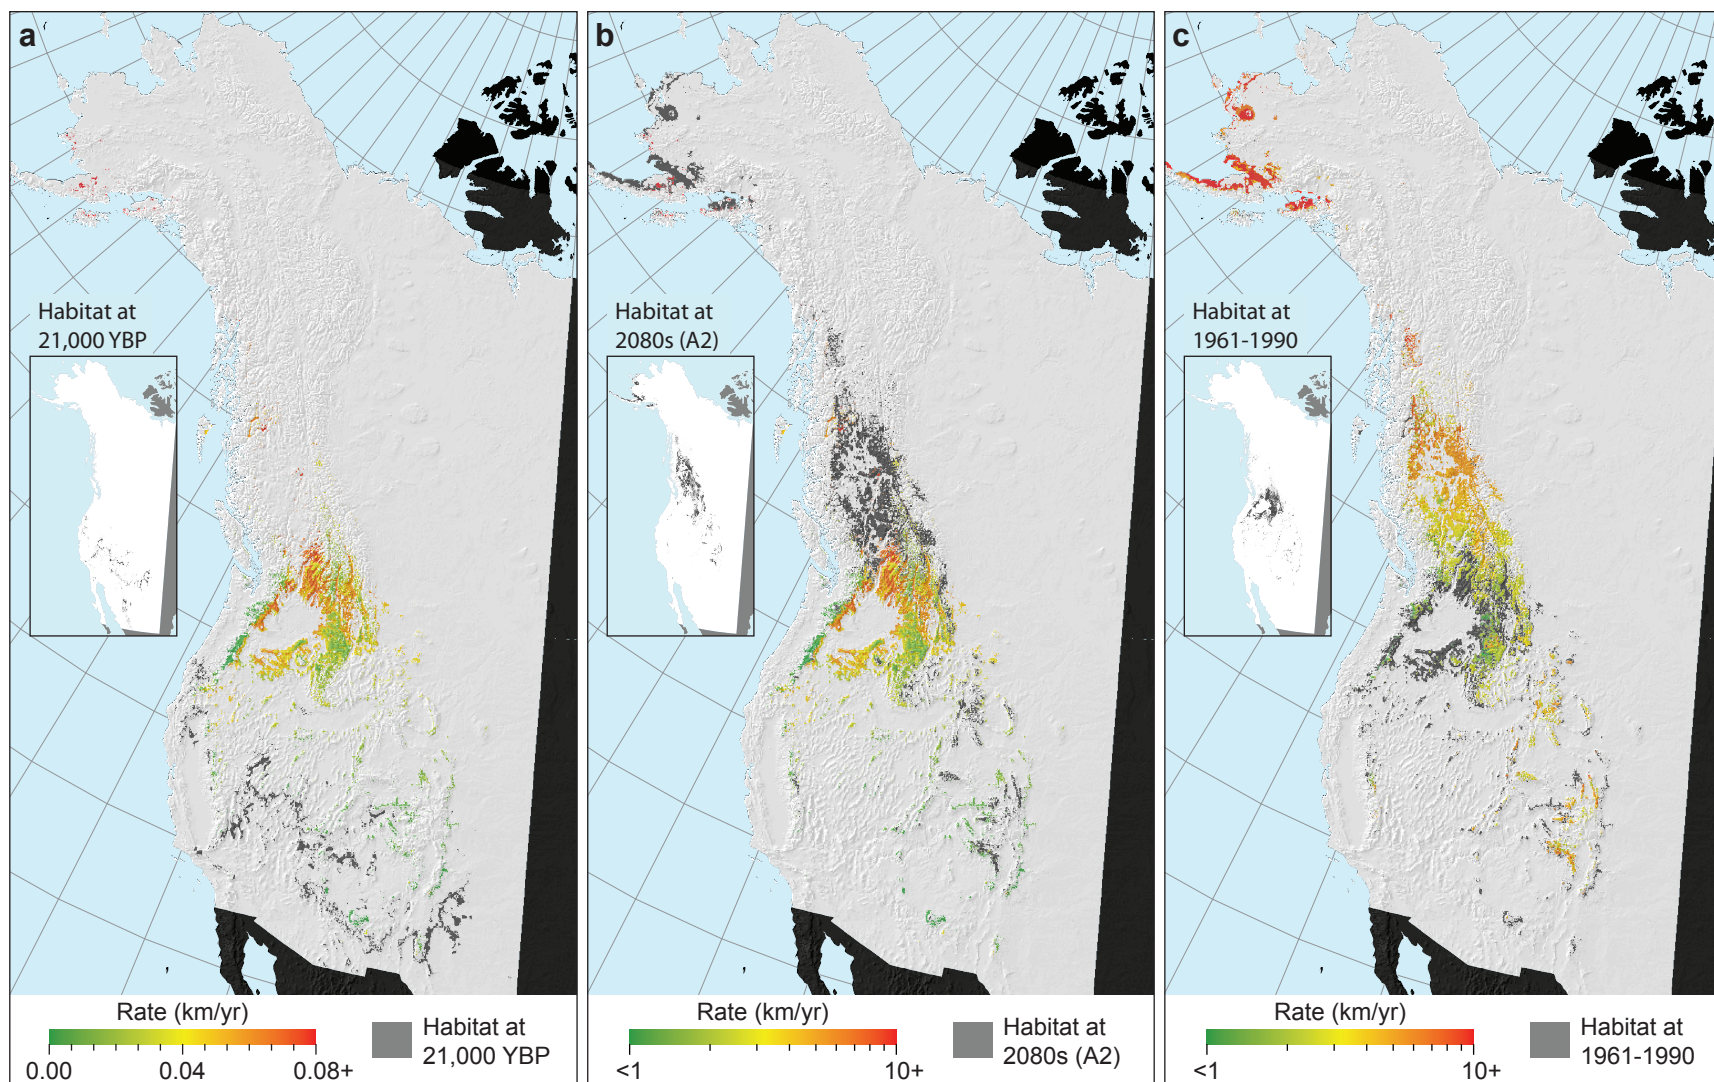 a
Habitat at
21,000 YBP
Rate (km/yr)
0.00 0.04 0.08+
Habitat at
21,000 YBP
b
Habitat at
2080s (A2)
Rate (km/yr)
<1 10+
Habitat at
2080s (A2)
c
Habitat at
1961-1990
Rate (km/yr)
<1 10+
Habitat at
1961-1990